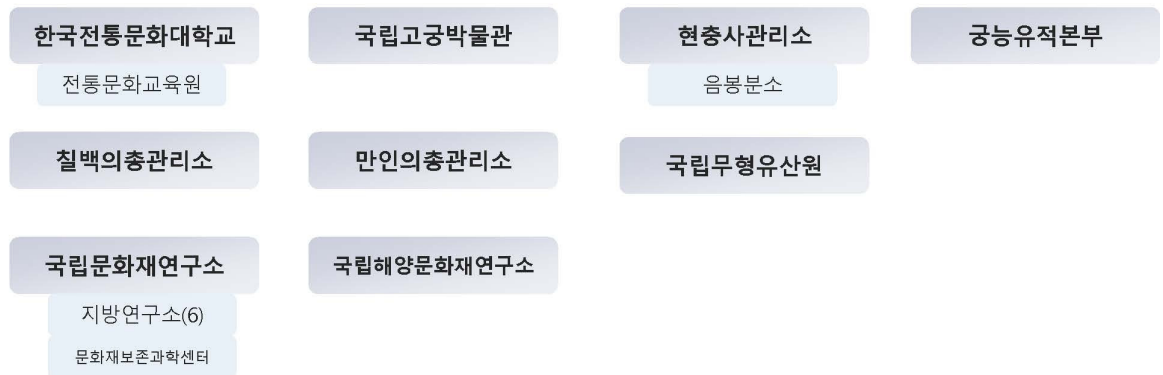 한국전통문화대학교
전통문화교육원
국립고궁박물관
현충사관리소
음봉분소
궁능유적본부
칠백의총관리소
만인의총관리소
국립무형유산원
국립문화재연구소
지방연구소(6)
문화재보존과학센터
국립해양문화재연구소